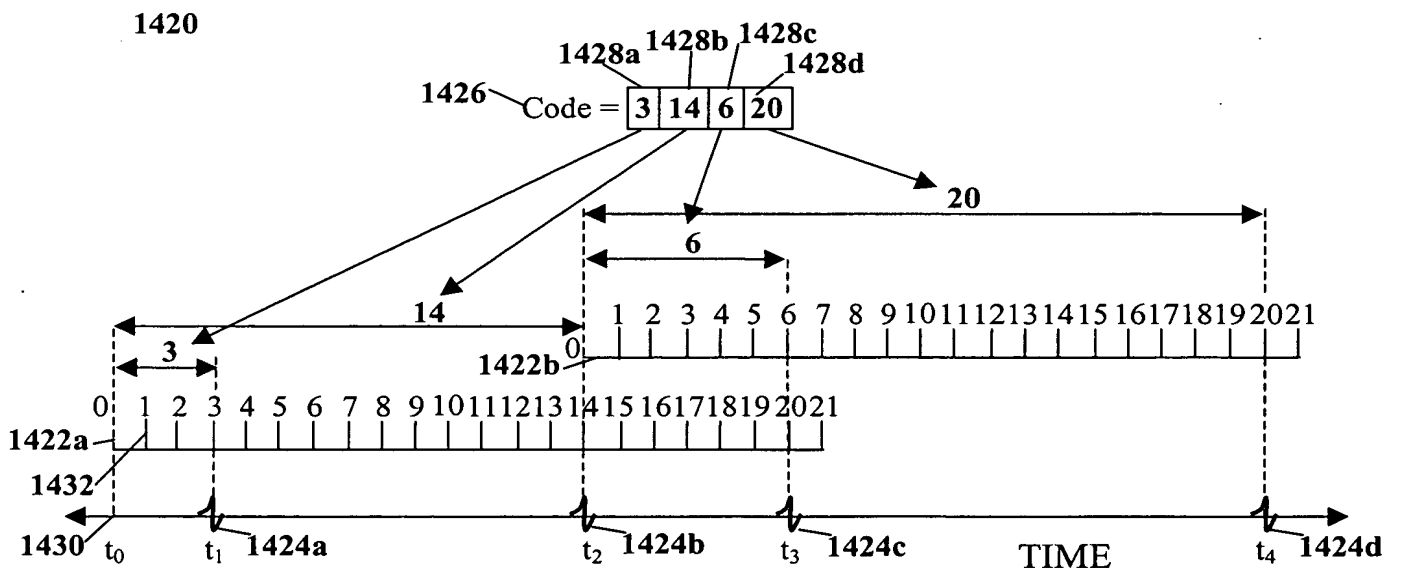 1420
1428a 1428b 1428c
1428d
1426 Code = 3 14 6 20
20
6
14
3
1 2 3 4 5 6 7 8 9 10 11 12 13 14 15 16 17 18 19 20 21
0
1422b
0 1 2 3 4 5 6 7 8 9 10 11 12 13 14 15 16 17 18 19 20 21
1422a
1432
1430 t0 t1 1424a t2 1424b t3 1424c TIME t4 1424d